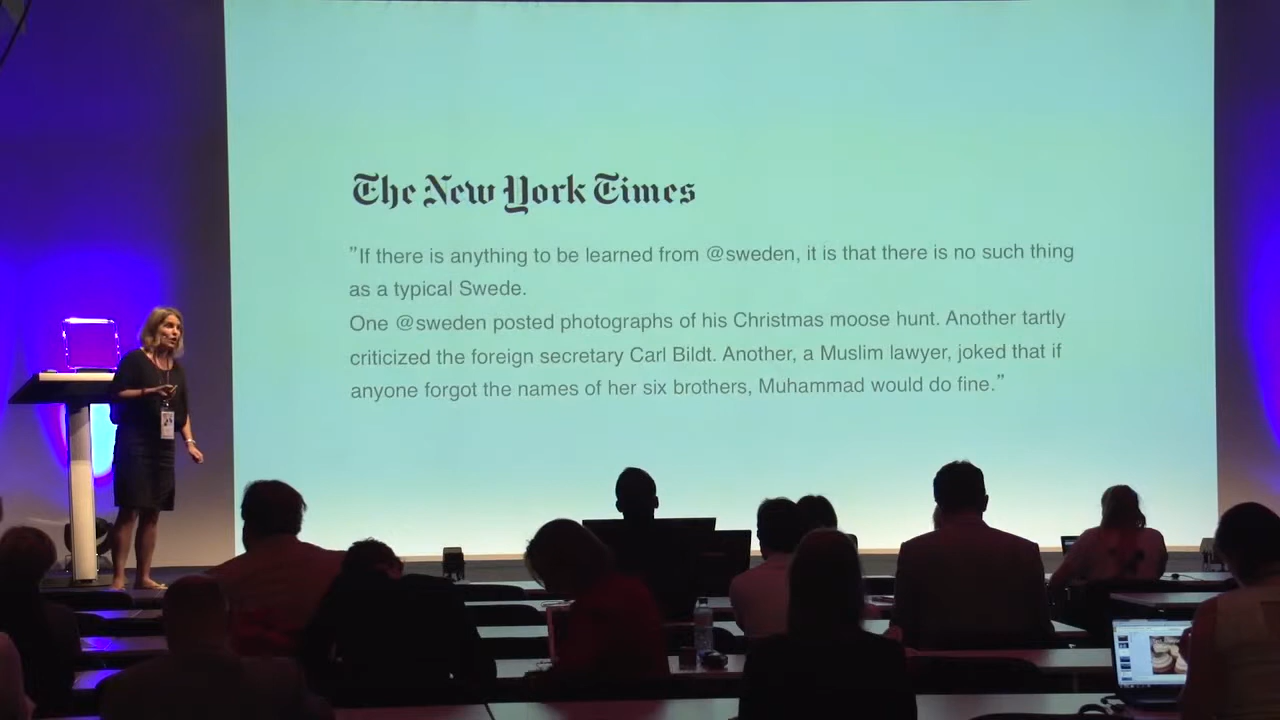 The New York Times
”If there is anything to be learned from @sweden, it is that there is no such thing
as a typical Swede.
One @sweden posted photographs of his Christmas moose hunt. Another tartly
criticized the foreign secretary Carl Bildt. Another, a Muslim lawyer, joked that if
anyone forgot the names of her six brothers, Muhammad would do fine.”